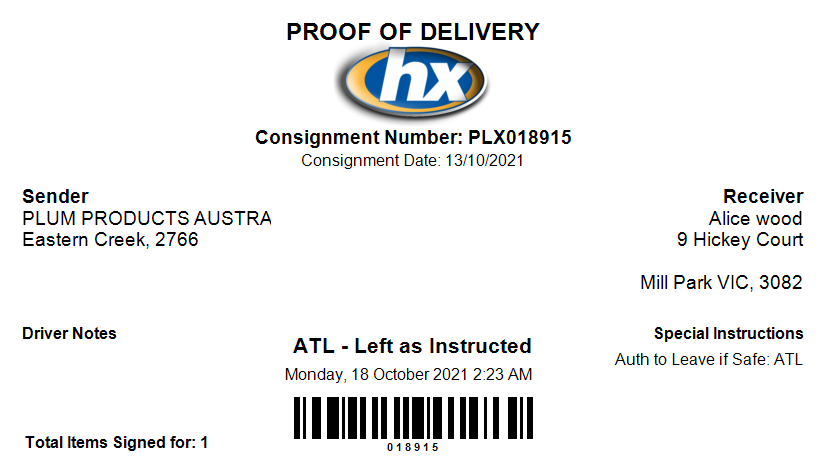 PROOF OF DELIVERY
hx
Consignment Number: PLX018915
Consignment Date: 13/10/2021
Sender
PLUM PRODUCTS AUSTRA
Eastern Creek, 2766
Receiver
Alice wood
9 Hickey Court
Mill Park VIC, 3082
Driver Notes
ATL - Left as Instructed
Monday, 18 October 2021 2:23 AM
Special Instructions
Auth to Leave if Safe: ATL
018915
Total Items Signed for: 1